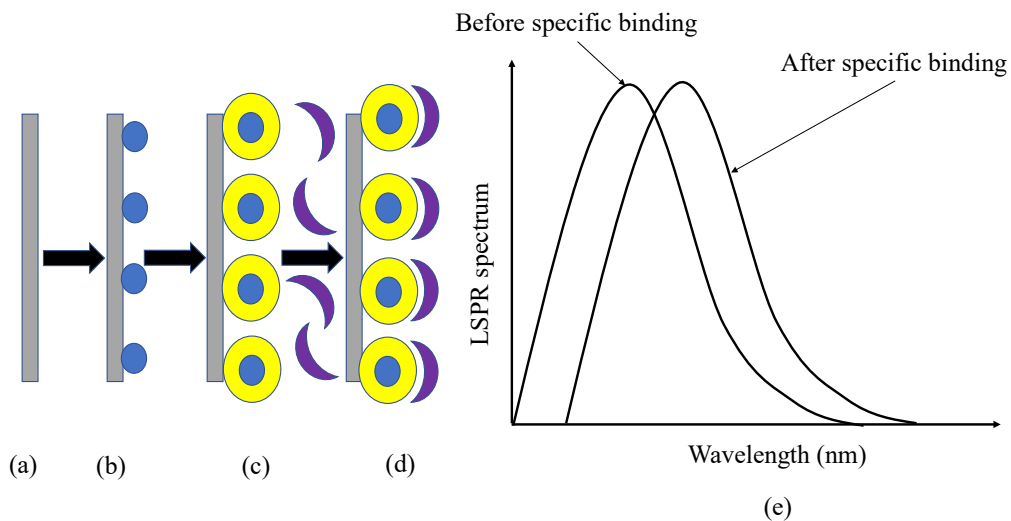 Before specific binding
After specific binding
LSPR spectrum
Wavelength (nm)
(a)
(b)
(c)
(d)
(e)